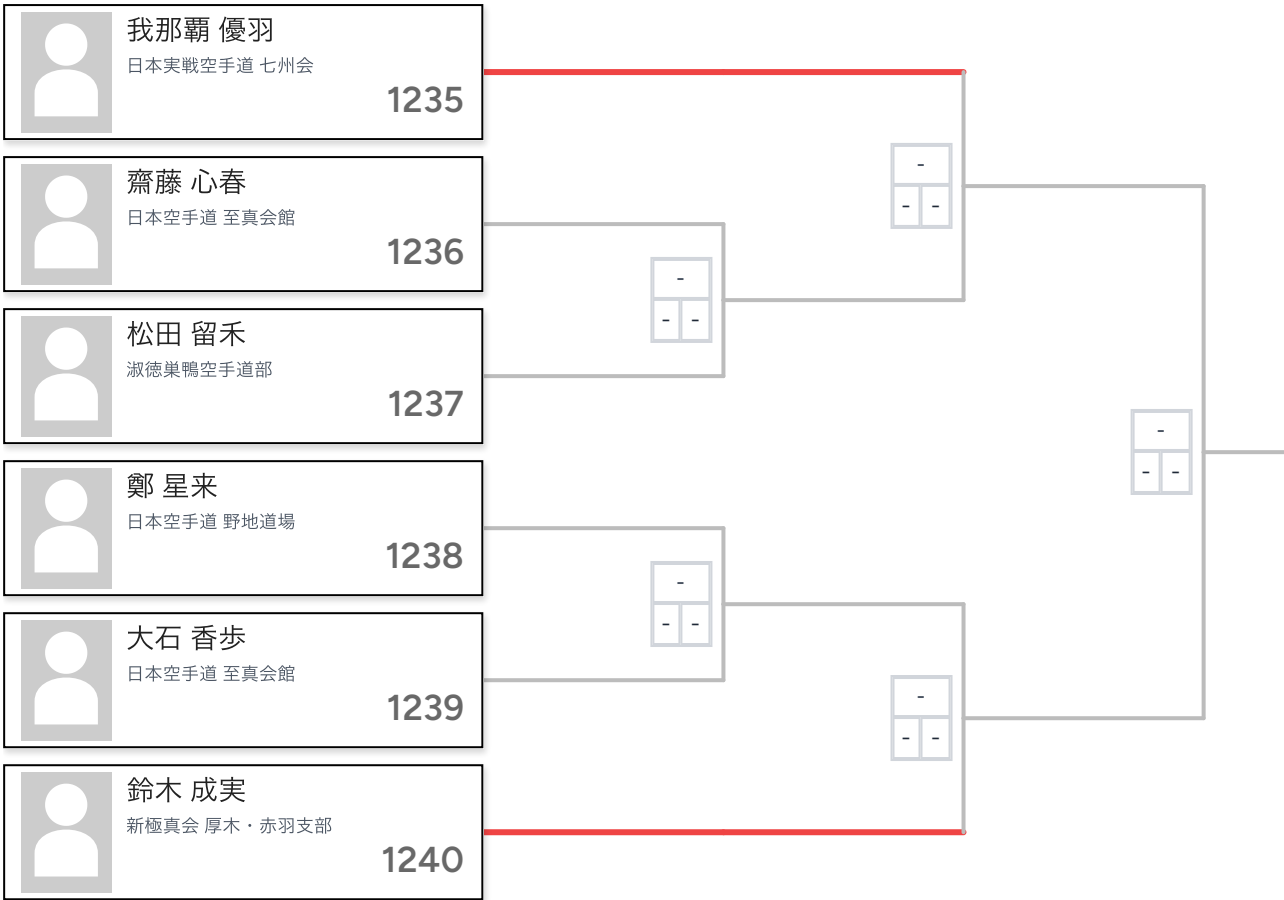 我那覇 優羽
日本実戦空手道 七州会
1235
齋藤 心春
日本空手道 至真会館
1236
松田 留禾
淑徳巣鴨空手道部
1237
鄭 星来
日本空手道 野地道場
1238
大石 香歩
日本空手道 至真会館
1239
鈴木 成実
新極真会 厚木・赤羽支部
1240
-
- -
-
- -
-
- -
-
- -
-
- -